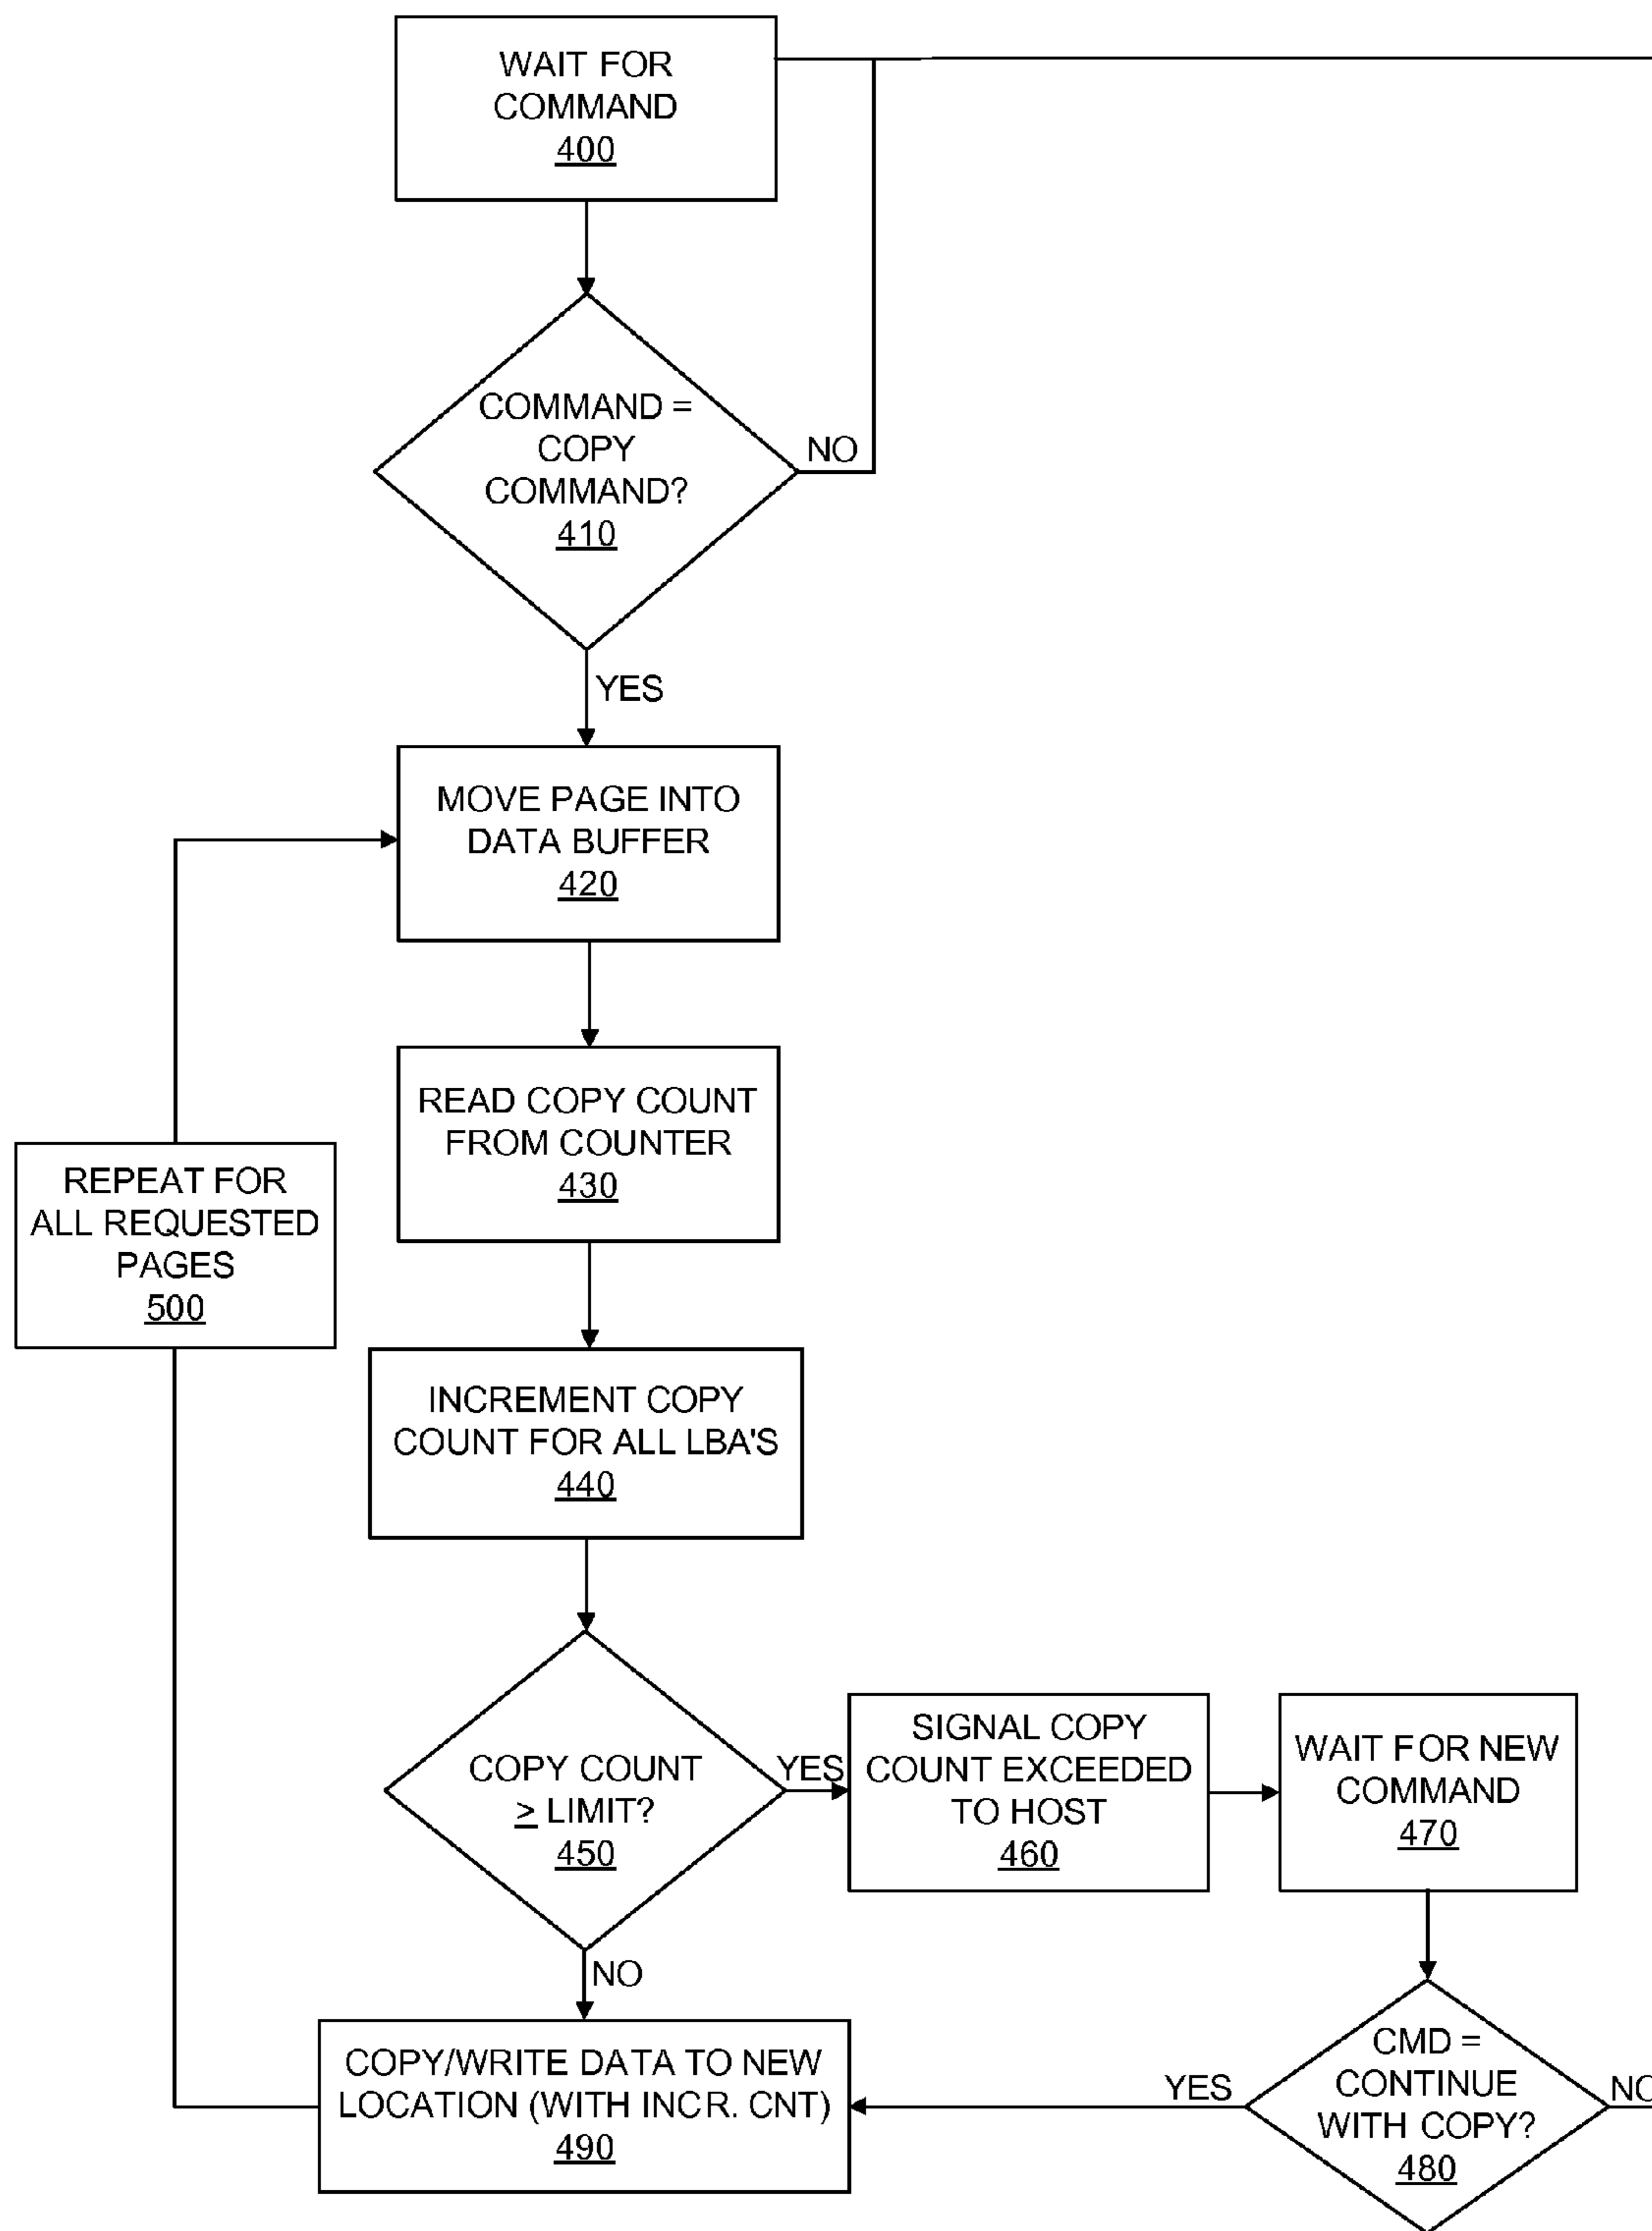 WAIT FOR
COMMAND
400
COMMAND =
COPY
COMMAND?
410
NO
YES
MOVE PAGE INTO
DATA BUFFER
420
READ COPY COUNT
FROM COUNTER
430
REPEAT FOR
ALL REQUESTED
PAGES
500
INCREMENT COPY
COUNT FOR ALL LBA'S
440
COPY COUNT
≥ LIMIT?
450
YES
SIGNAL COPY
COUNT EXCEEDED
TO HOST
460
WAIT FOR NEW
COMMAND
470
NO
CMD =
CONTINUE
WITH COPY?
480
YES
NO
COPY/WRITE DATA TO NEW
LOCATION (WITH INCR. CNT)
490